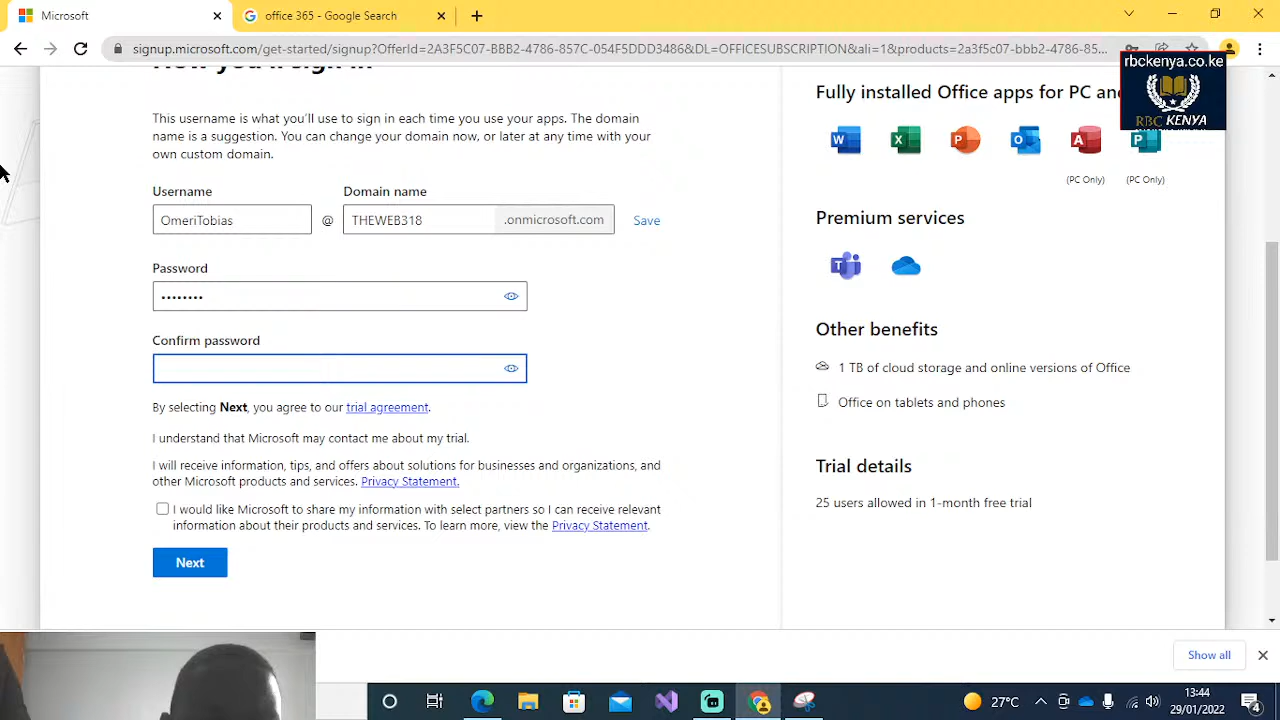 Microsoft
office 365 - Google Search
signup.microsoft.com/get-started/signup?OfferId=2A3F5C07-BBB2-4786-857C-054F5DDD3486&DL=OFFICESUBSCRIPTION&ali=1&products=2a3f5c07-bbb2-4786-85...
rbckenya.co.ke
RBC KENYA
How you'll sign in
This username is what you'll use to sign in each time you use your apps. The domain
name is a suggestion. You can change your domain now, or later at any time with your
own custom domain.
Username
Domain name
OmeriTobias
@
THEWEB318
.onmicrosoft.com
Save
Password
Confirm password
By selecting Next, you agree to our trial agreement.
I understand that Microsoft may contact me about my trial.
I will receive information, tips, and offers about solutions for businesses and organizations, and
other Microsoft products and services. Privacy Statement.
I would like Microsoft to share my information with select partners so I can receive relevant
information about their products and services. To learn more, view the Privacy Statement.
Next
Fully installed Office apps for PC and
W
X
P
O
A
P
(PC Only)
(PC Only)
Premium services
T
Other benefits
1 TB of cloud storage and online versions of Office
Office on tablets and phones
Trial details
25 users allowed in 1-month free trial
Show all
27°C
13:44
29/01/2022
4